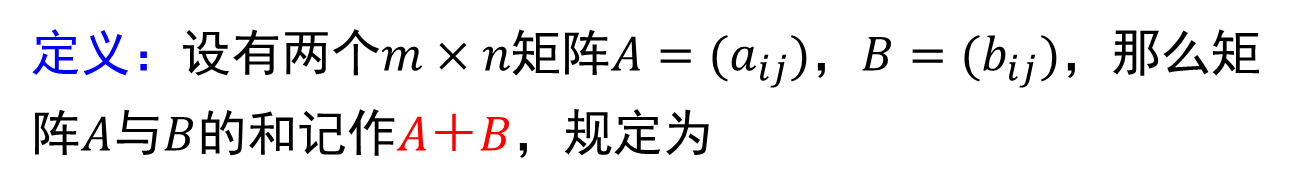 定义：设有两个m × n矩阵A = (a_{ij})，B = (b_{ij})，那么矩
阵A与B的和记作A＋B，规定为